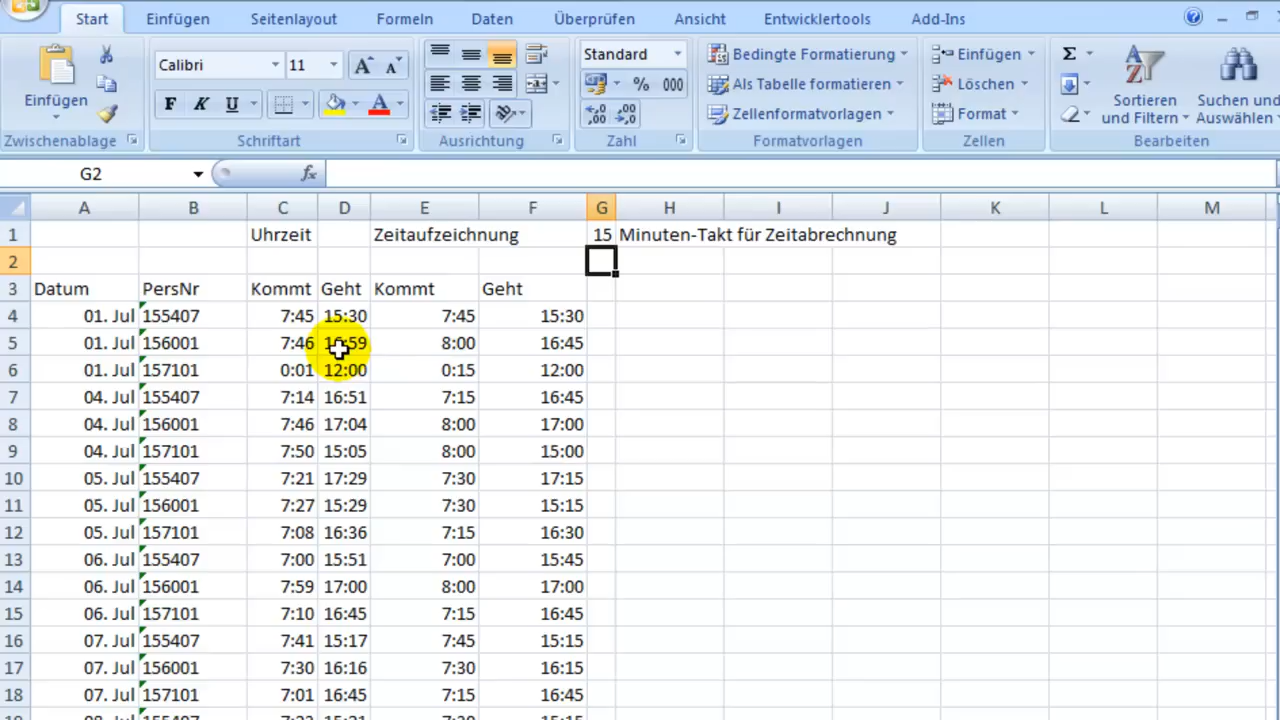 Start Einfügen Seitenlayout Formeln Daten Überprüfen Ansicht Entwicklertools Add-Ins
Einfügen
Zwischenablage
Calibri 11
F K U
Schriftart
Ausrichtung
Standard
% 000
Zahl
Bedingte Formatierung
Als Tabelle formatieren
Zellenformatvorlagen
Formatvorlagen
Einfügen
Löschen
Format
Zellen
Σ
Sortieren
und Filtern
Suchen und
Auswählen
Bearbeiten
G2 fx
A B C D E F G H I J K L M
1 Uhrzeit Zeitaufzeichnung 15 Minuten-Takt für Zeitabrechnung
2
3 Datum PersNr Kommt Geht Kommt Geht
4 01. Jul 155407 7:45 15:30 7:45 15:30
5 01. Jul 156001 7:46 16:59 8:00 16:45
6 01. Jul 157101 0:01 12:00 0:15 12:00
7 04. Jul 155407 7:14 16:51 7:15 16:45
8 04. Jul 156001 7:46 17:04 8:00 17:00
9 04. Jul 157101 7:50 15:05 8:00 15:00
10 05. Jul 155407 7:21 17:29 7:30 17:15
11 05. Jul 156001 7:27 15:29 7:30 15:15
12 05. Jul 157101 7:08 16:36 7:15 16:30
13 06. Jul 155407 7:00 15:51 7:00 15:45
14 06. Jul 156001 7:59 17:00 8:00 17:00
15 06. Jul 157101 7:10 16:45 7:15 16:45
16 07. Jul 155407 7:41 15:17 7:45 15:15
17 07. Jul 156001 7:30 16:16 7:30 16:15
18 07. Jul 157101 7:01 16:45 7:15 16:45